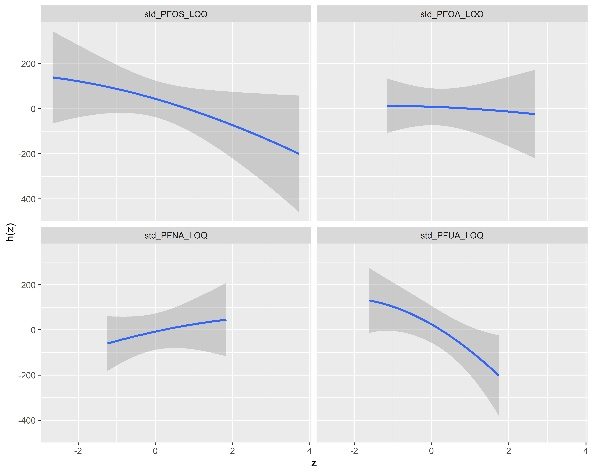 std_PFOS_LOQ
std_PFOA_LOQ
200
0
-200
-400
h(z)
std_PFNA_LOQ
std_PFUA_LOQ
200
0
-200
-400
-2
0
2
4
-2
0
2
4
z